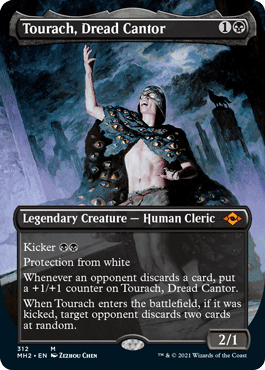 Tourach, Dread Cantor 1
Legendary Creature — Human Cleric
Kicker
Protection from white
Whenever an opponent discards a card, put
a +1/+1 counter on Tourach, Dread Cantor.
When Tourach enters the battlefield, if it was
kicked, target opponent discards two cards
at random.
2/1
312 M
MH2 • EN ZEZHOU CHEN
™ & © 2021 Wizards of the Coast